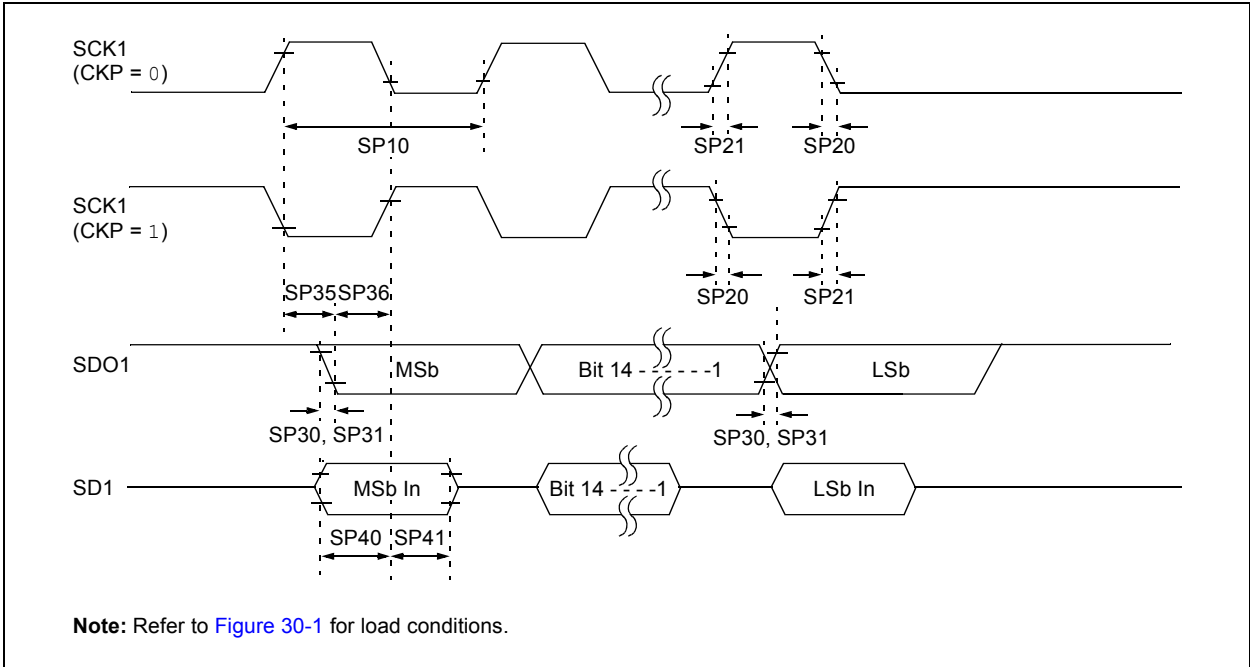 SCK1
(CKP = 0)
SP10
SP21
SP20
SCK1
(CKP = 1)
SP35
SP36
SP20
SP21
SDO1
MSb
Bit 14 - - - - - - -1
LSb
SP30, SP31
SP30, SP31
SD1
MSb In
Bit 14 - - - - -1
LSb In
SP40
SP41
Note: Refer to Figure 30-1 for load conditions.